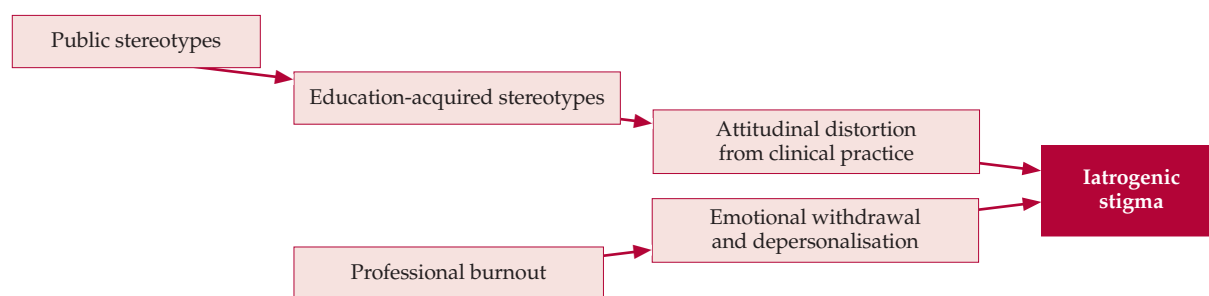 Public stereotypes
Education-acquired stereotypes
Attitudinal distortion
from clinical practice
Iatrogenic
stigma
Emotional withdrawal
and depersonalisation
Professional burnout